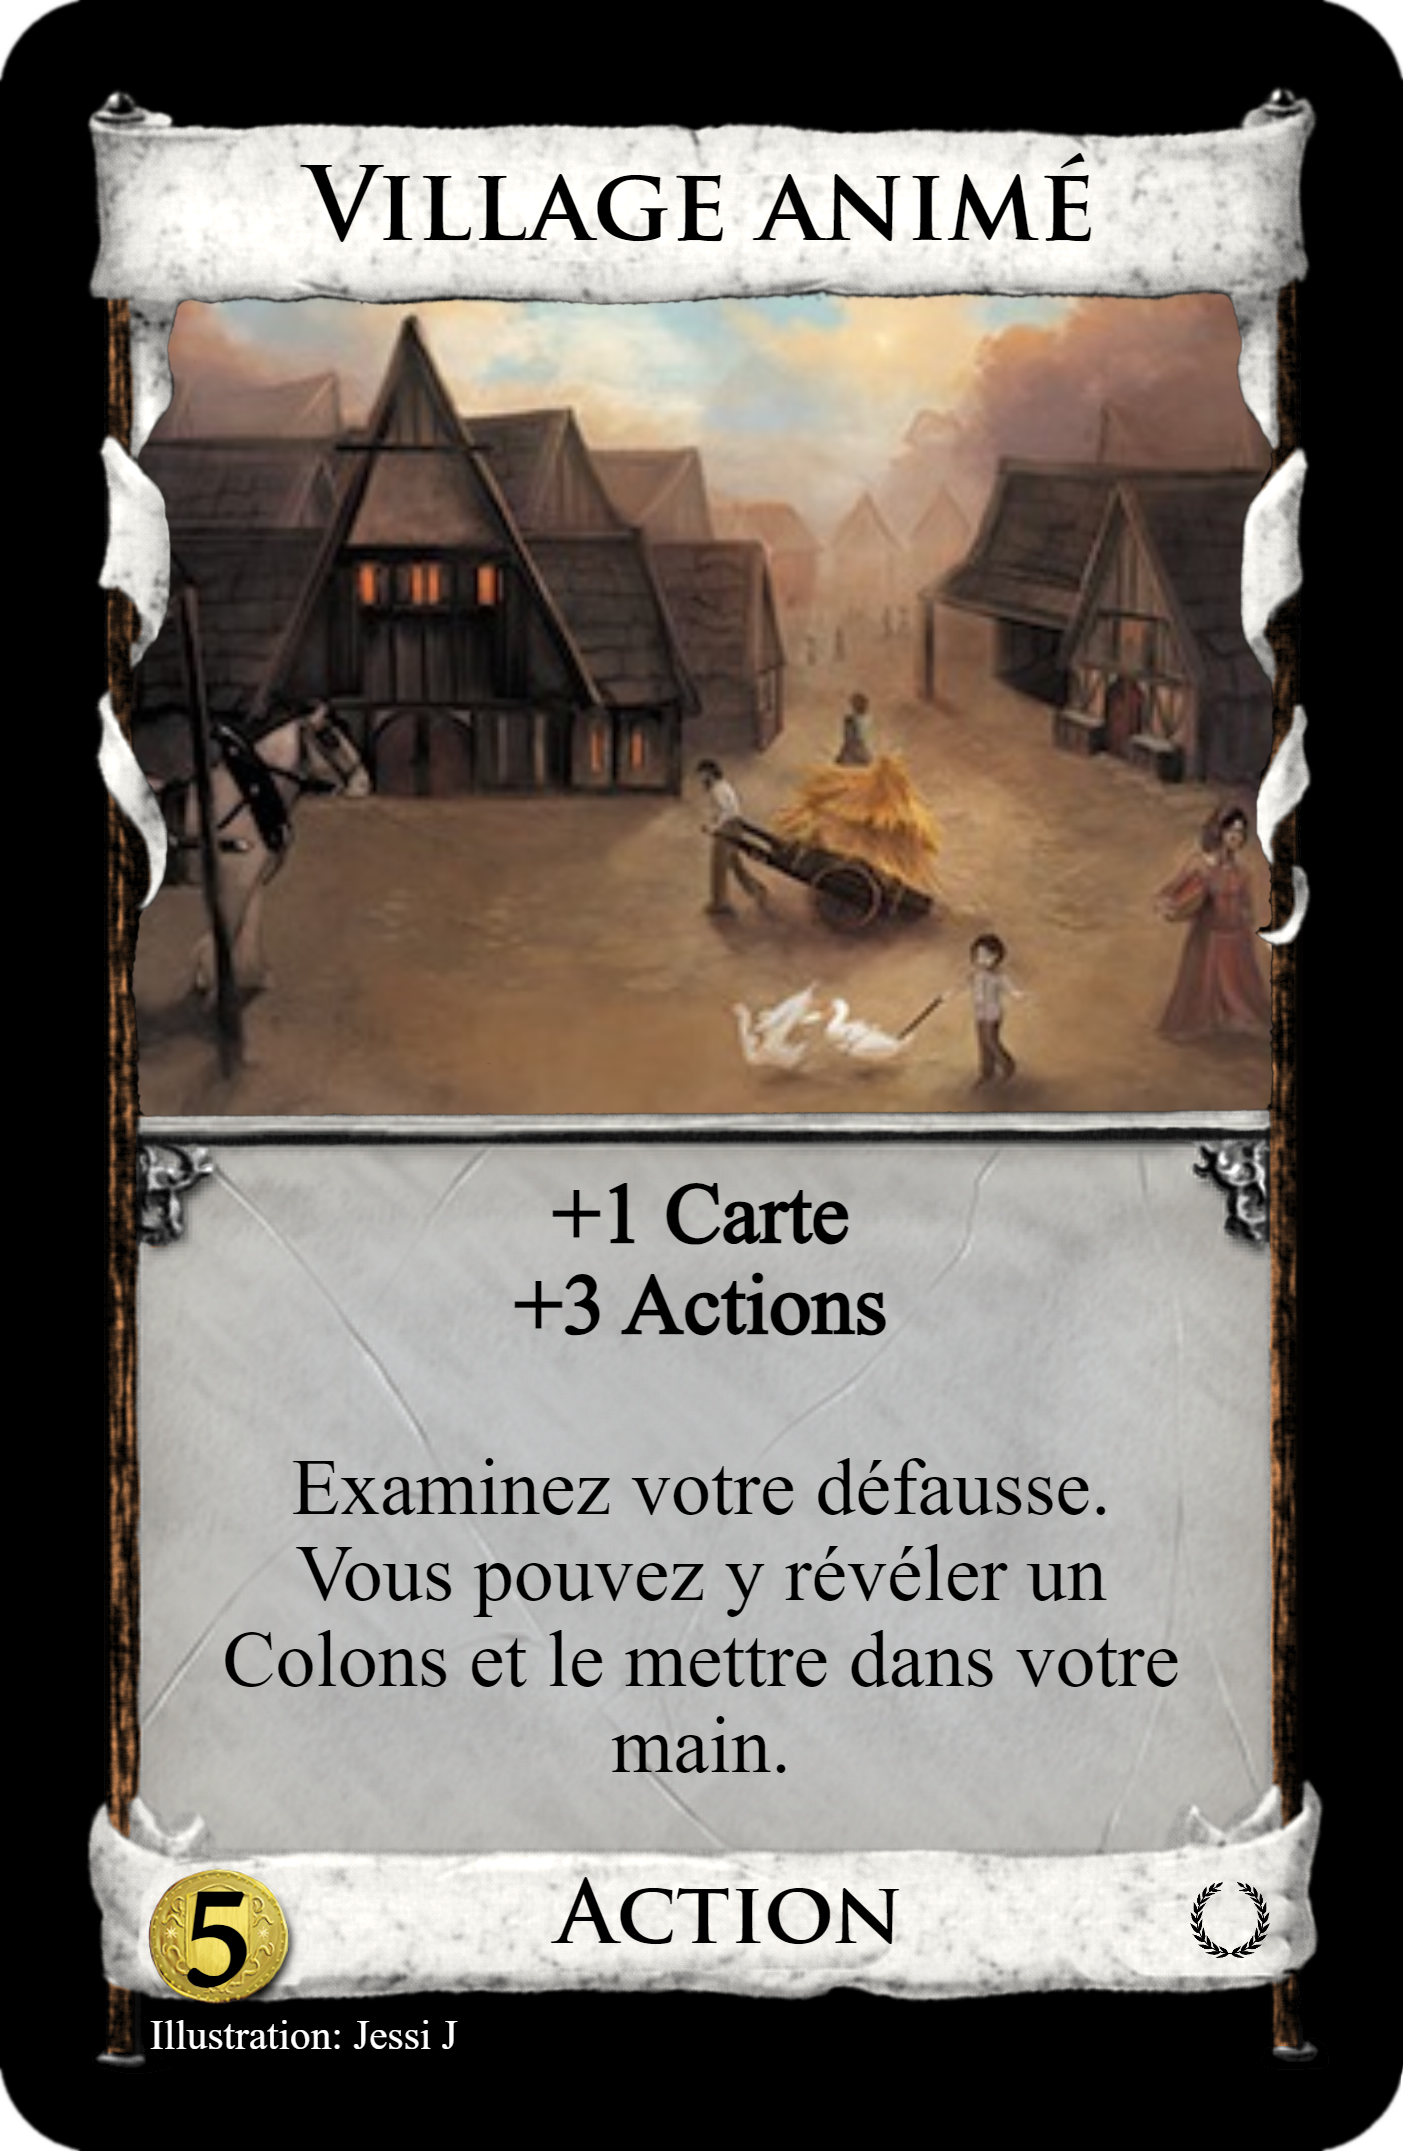 Village animé
+1 Carte
+3 Actions
Examinez votre défausse.
Vous pouvez y révéler un
Colons et le mettre dans votre
main.
5
Action
Illustration: Jessi J